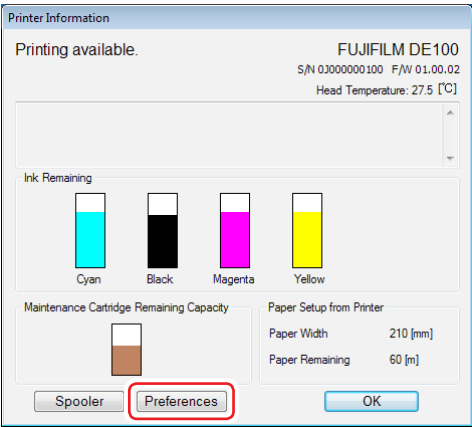 Printer Information
Printing available.
FUJIFILM DE100
S/N 0J000000100 F/W 01.00.02
Head Temperature: 27.5 [℃]
Ink Remaining
Cyan Black Magenta Yellow
Maintenance Cartridge Remaining Capacity
Paper Setup from Printer
Paper Width 210 [mm]
Paper Remaining 60 [m]
Spooler Preferences OK